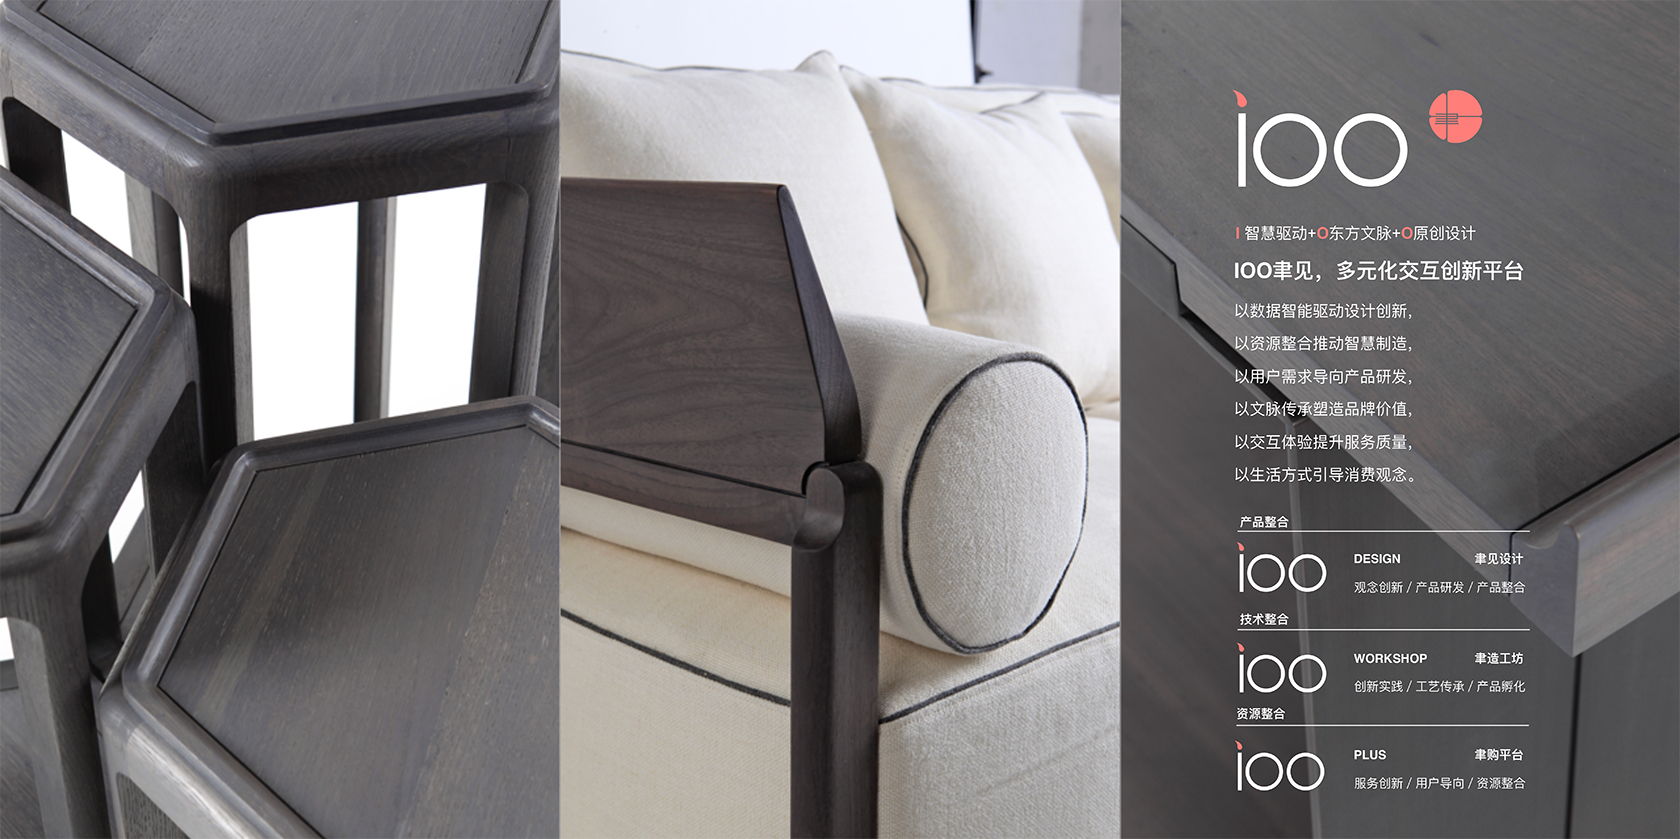 ioo
I 智慧驱动+O东方文脉+O原创设计
IOO聿见，多元化交互创新平台
以数据智能驱动设计创新，
以资源整合推动智慧制造，
以用户需求导向产品研发，
以文脉传承塑造品牌价值，
以交互体验提升服务质量，
以生活方式引导消费观念。
产品整合
ioo DESIGN 聿见设计
观念创新 / 产品研发 / 产品整合
技术整合
ioo WORKSHOP 聿造工坊
创新实践 / 工艺传承 / 产品孵化
资源整合
ioo PLUS 聿购平台
服务创新 / 用户导向 / 资源整合